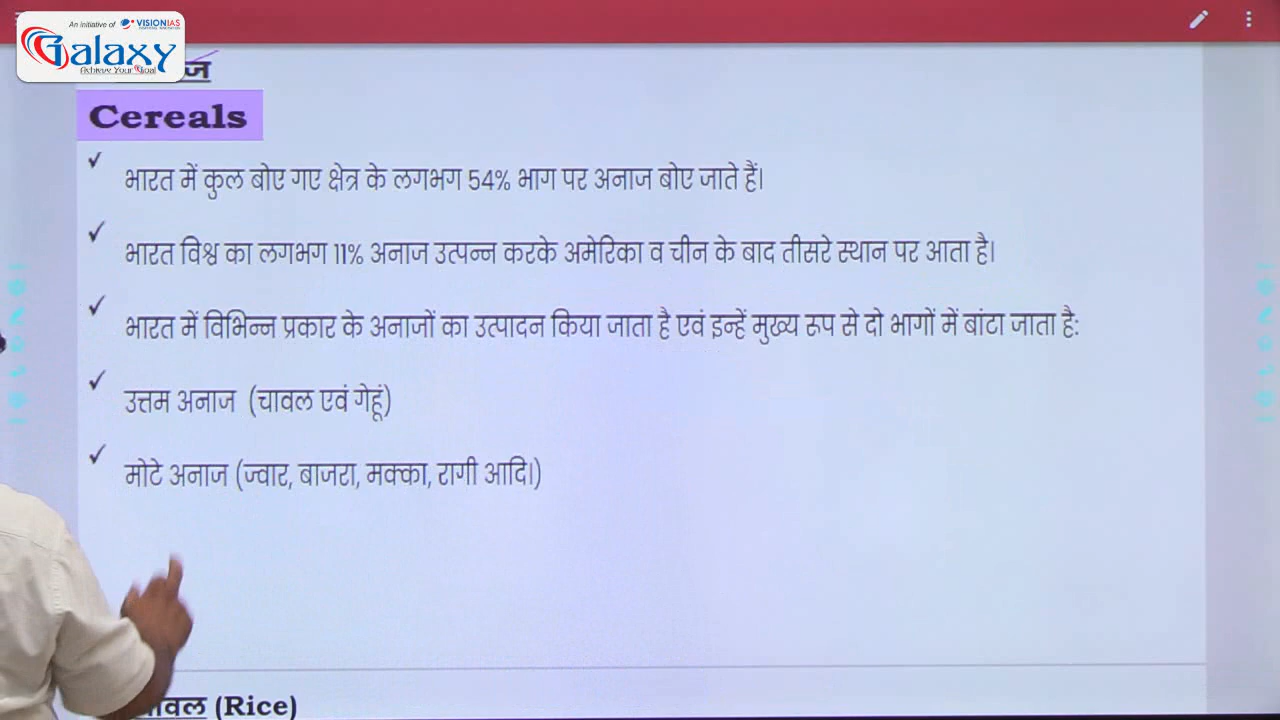 An initiative of VISIONIAS
Galaxy
Achieve Your Goal
Cereals
✓ भारत में कुल बोए गए क्षेत्र के लगभग 54% भाग पर अनाज बोए जाते हैं।
✓ भारत विश्व का लगभग 11% अनाज उत्पन्न करके अमेरिका व चीन के बाद तीसरे स्थान पर आता है।
✓ भारत में विभिन्न प्रकार के अनाजों का उत्पादन किया जाता है एवं इन्हें मुख्य रूप से दो भागों में बांटा जाता है:
✓ उत्तम अनाज (चावल एवं गेहूं)
✓ मोटे अनाज (ज्वार, बाजरा, मक्का, रागी आदि।)
(Rice)